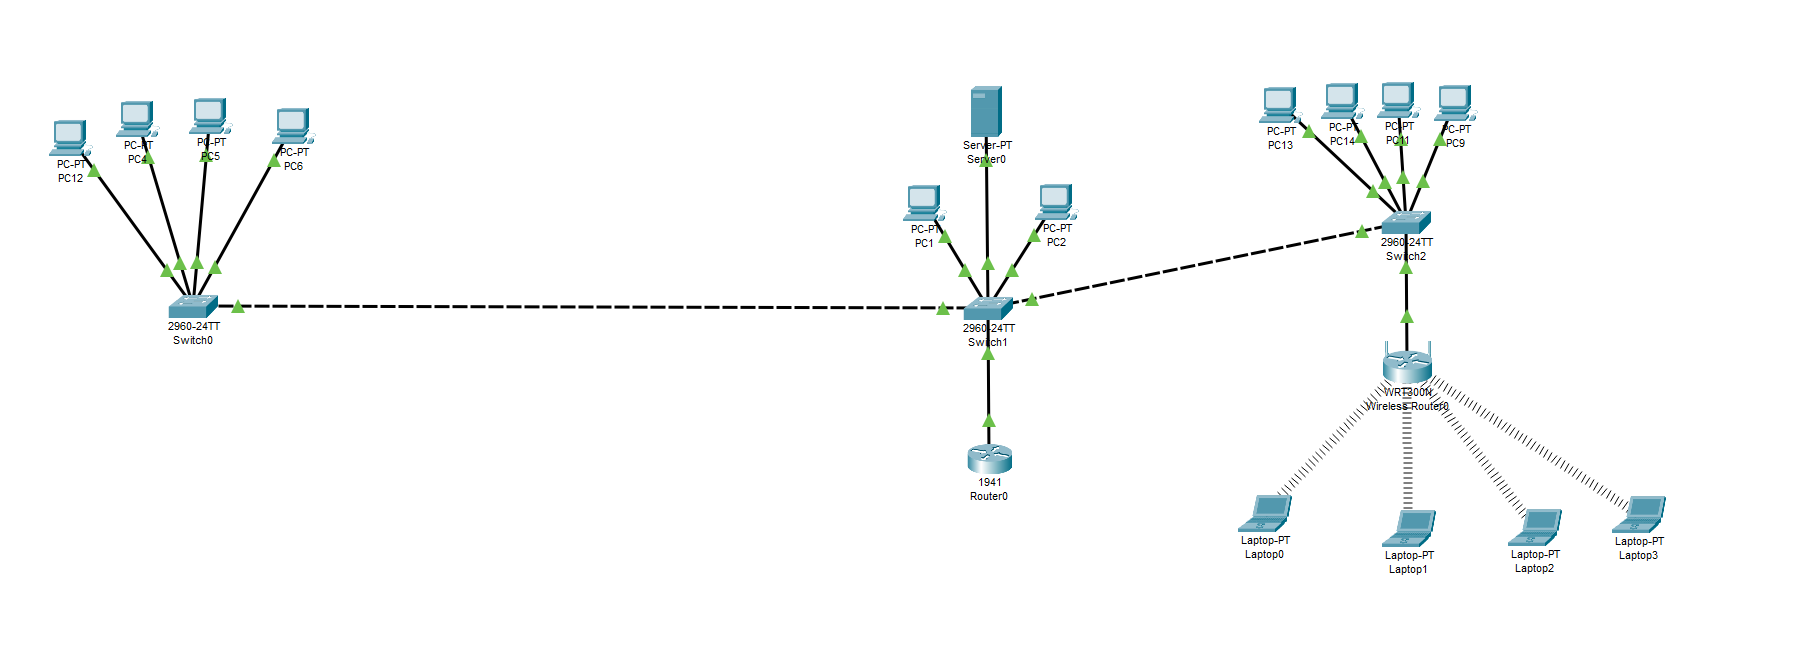 PC-PT
PC12
PC-PT
PC4
PC-PT
PC5
PC-PT
PC6
2960-24TT
Switch0
Server-PT
Server0
PC-PT
PC1
PC-PT
PC2
2960-24TT
Switch1
1941
Router0
PC-PT
PC13
PC-PT
PC14
PC-PT
PC11
PC-PT
PC9
2960-24TT
Switch2
WRT300N
Wireless Router0
Laptop-PT
Laptop0
Laptop-PT
Laptop1
Laptop-PT
Laptop2
Laptop-PT
Laptop3